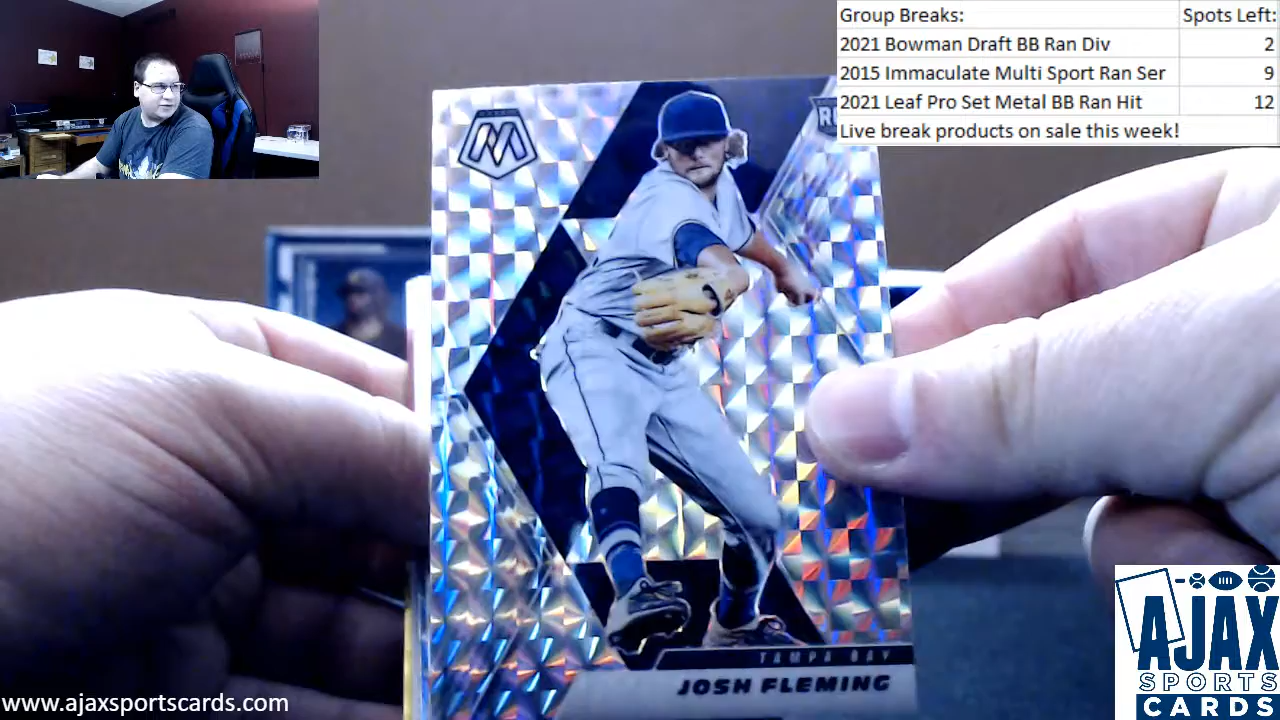 Group Breaks: Spots Left:
2021 Bowman Draft BB Ran Div 2
2015 Immaculate Multi Sport Ran Ser 9
2021 Leaf Pro Set Metal BB Ran Hit 12
Live break products on sale this week!
TAMPA BAY
JOSH FLEMING
www.ajaxsportscards.com
AJAX
SPORTS
CARDS